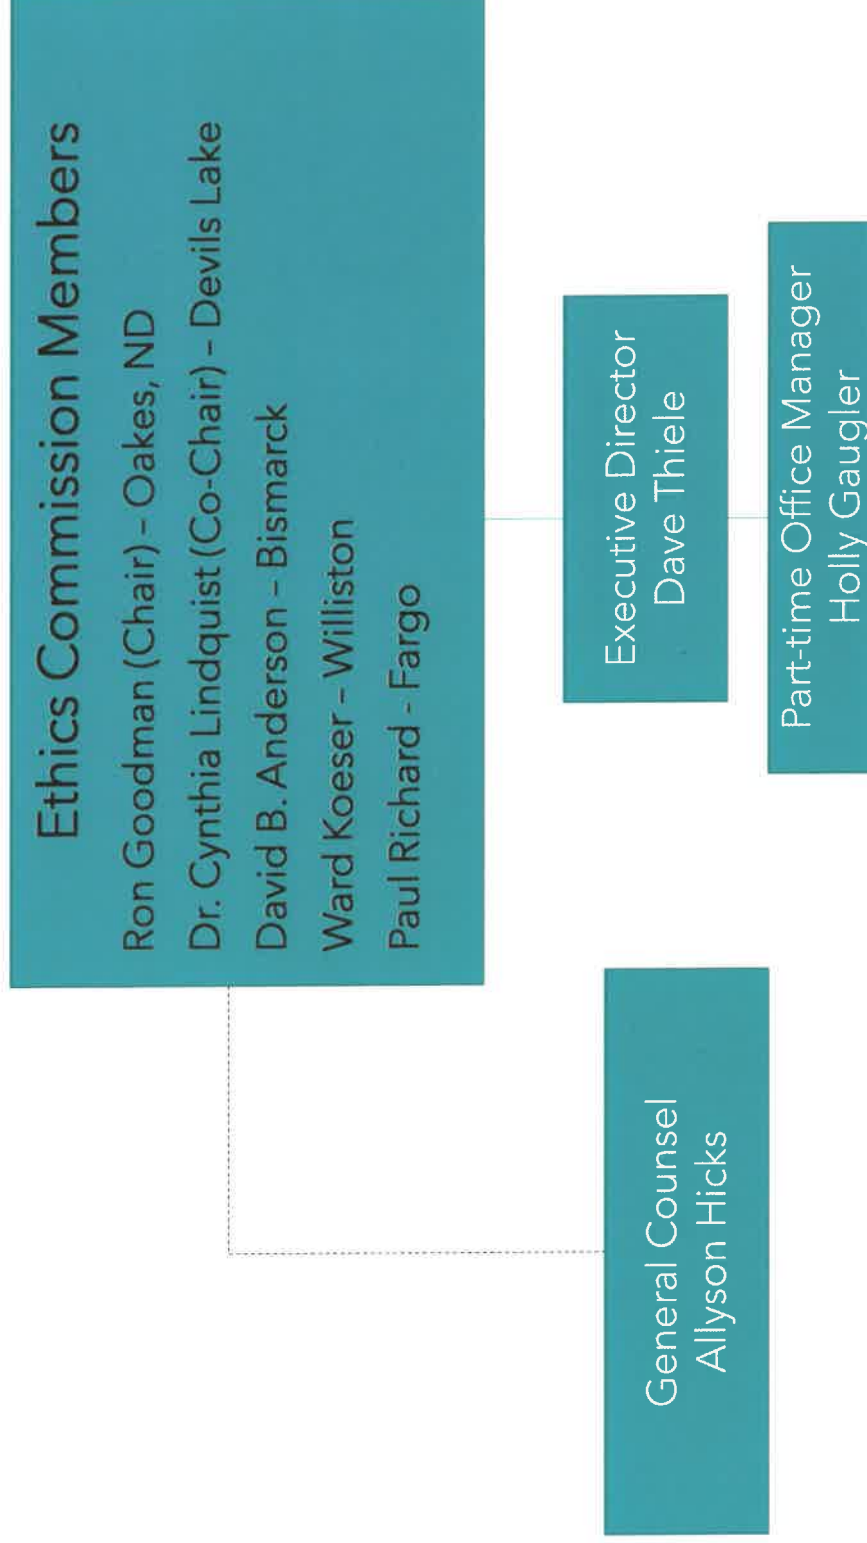 Ethics Commission Members
Ron Goodman (Chair) – Oakes, ND
Dr. Cynthia Lindquist (Co-Chair) – Devils Lake
David B. Anderson – Bismarck
Ward Koeser – Williston
Paul Richard - Fargo
General Counsel
Allyson Hicks
Executive Director
Dave Thiele
Part-time Office Manager
Holly Gaugler